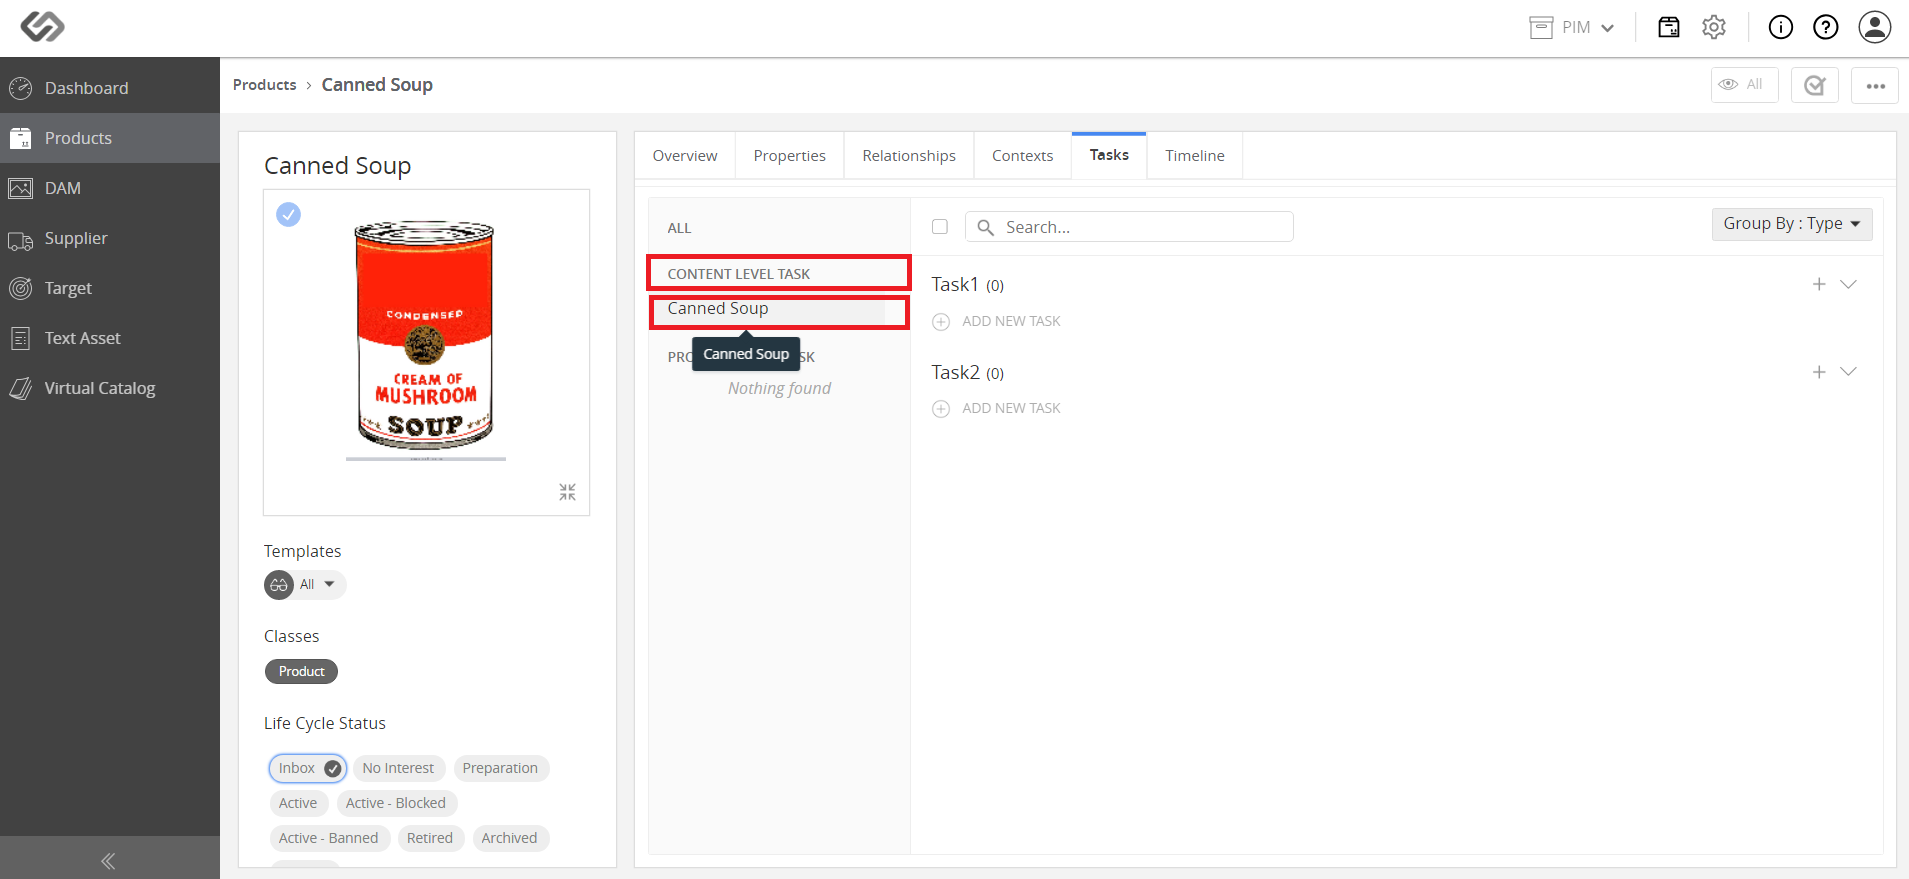 PIM
Dashboard
Products
DAM
Supplier
Target
Text Asset
Virtual Catalog
Products › Canned Soup
All
Canned Soup
CONDENSED
CREAM OF
MUSHROOM
SOUP
Templates
All
Classes
Product
Life Cycle Status
Inbox No Interest Preparation
Active Active - Blocked
Active - Banned Retired Archived
Overview Properties Relationships Contexts Tasks Timeline
ALL
CONTENT LEVEL TASK
Canned Soup
Canned Soup
Nothing found
Search...
Group By : Type
Task1 (0)
ADD NEW TASK
Task2 (0)
ADD NEW TASK